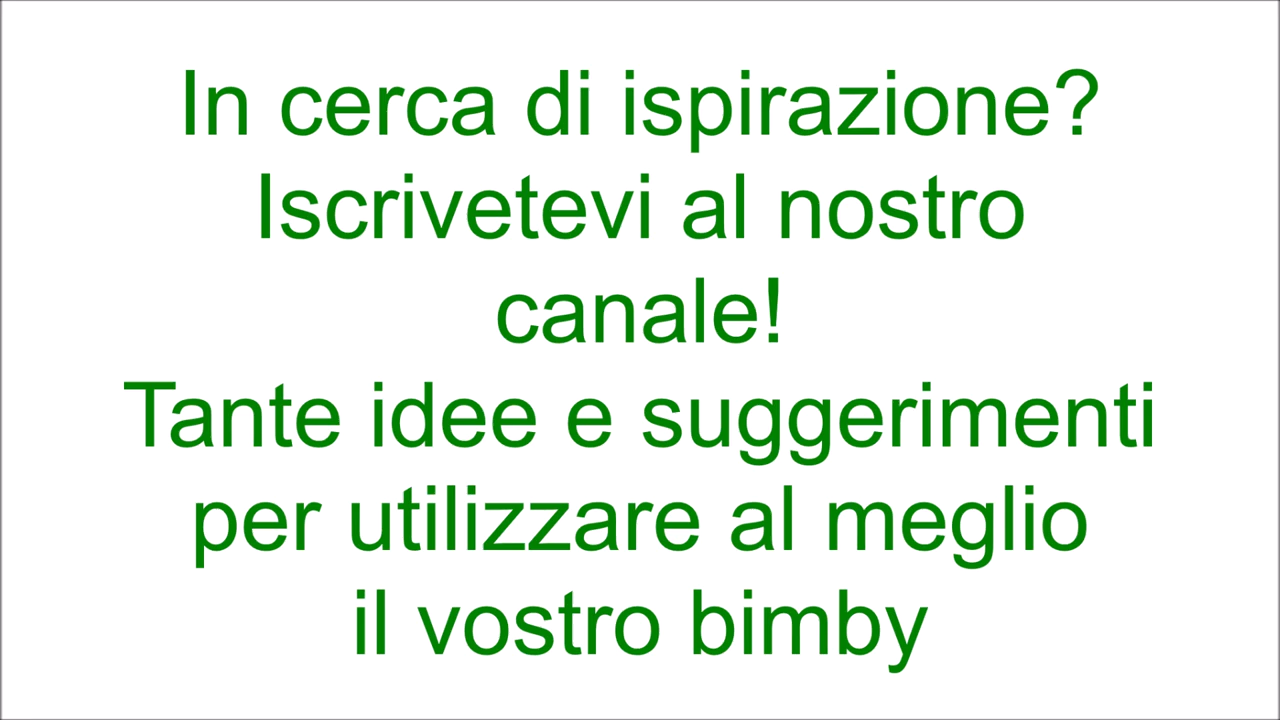 In cerca di ispirazione?
Iscrivetevi al nostro
canale!
Tante idee e suggerimenti
per utilizzare al meglio
il vostro bimby